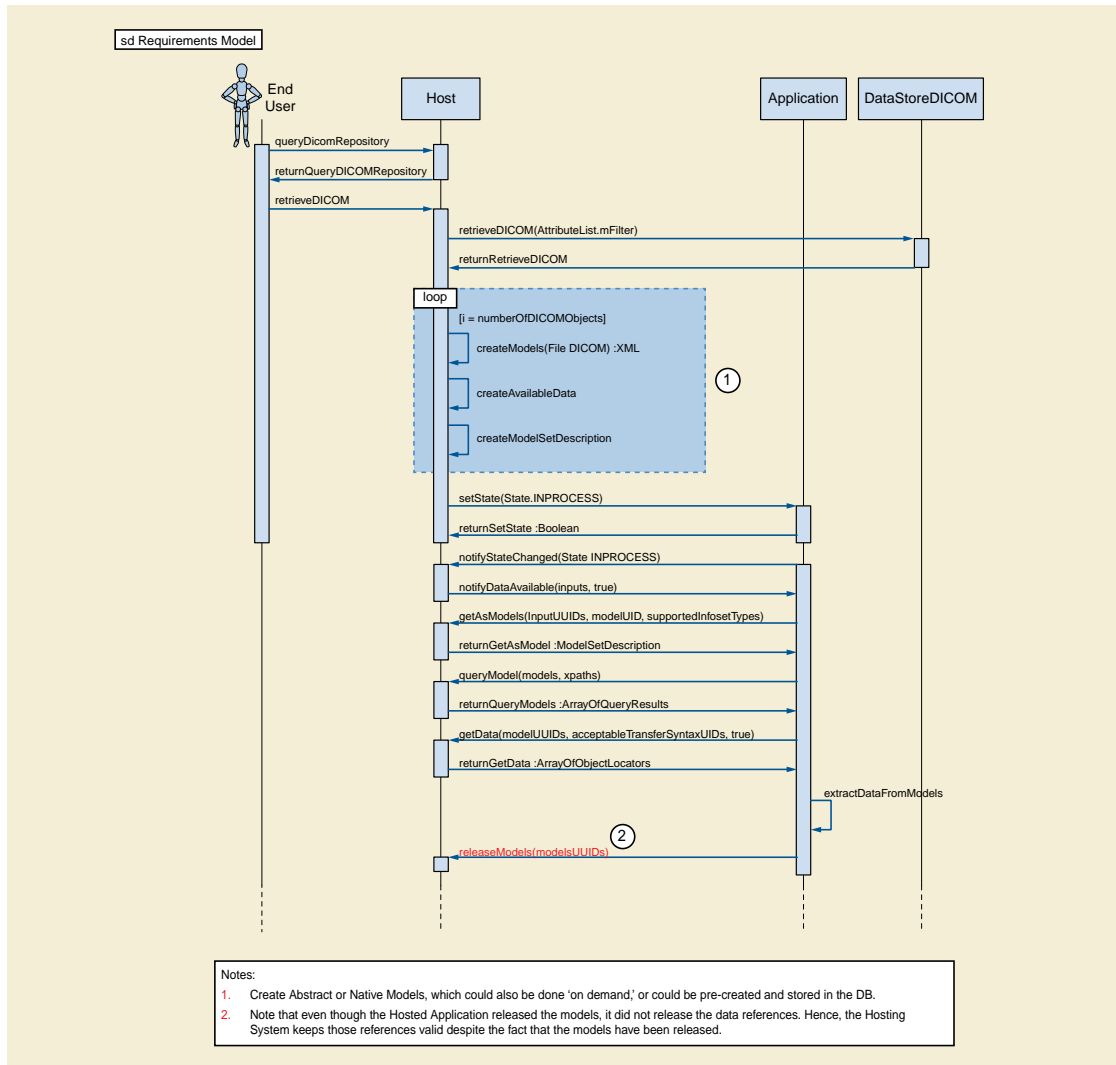 sd Requirements Model
End
User
Host
Application
DataStoreDICOM
queryDicomRepository
returnQueryDICOMRepository
retrieveDICOM
retrieveDICOM(AttributeList.mFilter)
returnRetrieveDICOM
loop
[i = numberOfDICOMObjects]
createModels(File DICOM) :XML
1
createAvailableData
createModelSetDescription
setState(State.INPROCESS)
returnSetState :Boolean
notifyStateChanged(State INPROCESS)
notifyDataAvailable(inputs, true)
getAsModels(InputUUIDs, modelUID, supportedInfosetTypes)
returnGetAsModel :ModelSetDescription
queryModel(models, xpaths)
returnQueryModels :ArrayOfQueryResults
getData(modelUUIDs, acceptableTransferSyntaxUIDs, true)
returnGetData :ArrayOfObjectLocators
extractDataFromModels
2
releaseModels(modelsUUIDs)
Notes:
1. Create Abstract or Native Models, which could also be done ‘on demand,’ or could be pre-created and stored in the DB.
2. Note that even though the Hosted Application released the models, it did not release the data references. Hence, the Hosting
System keeps those references valid despite the fact that the models have been released.